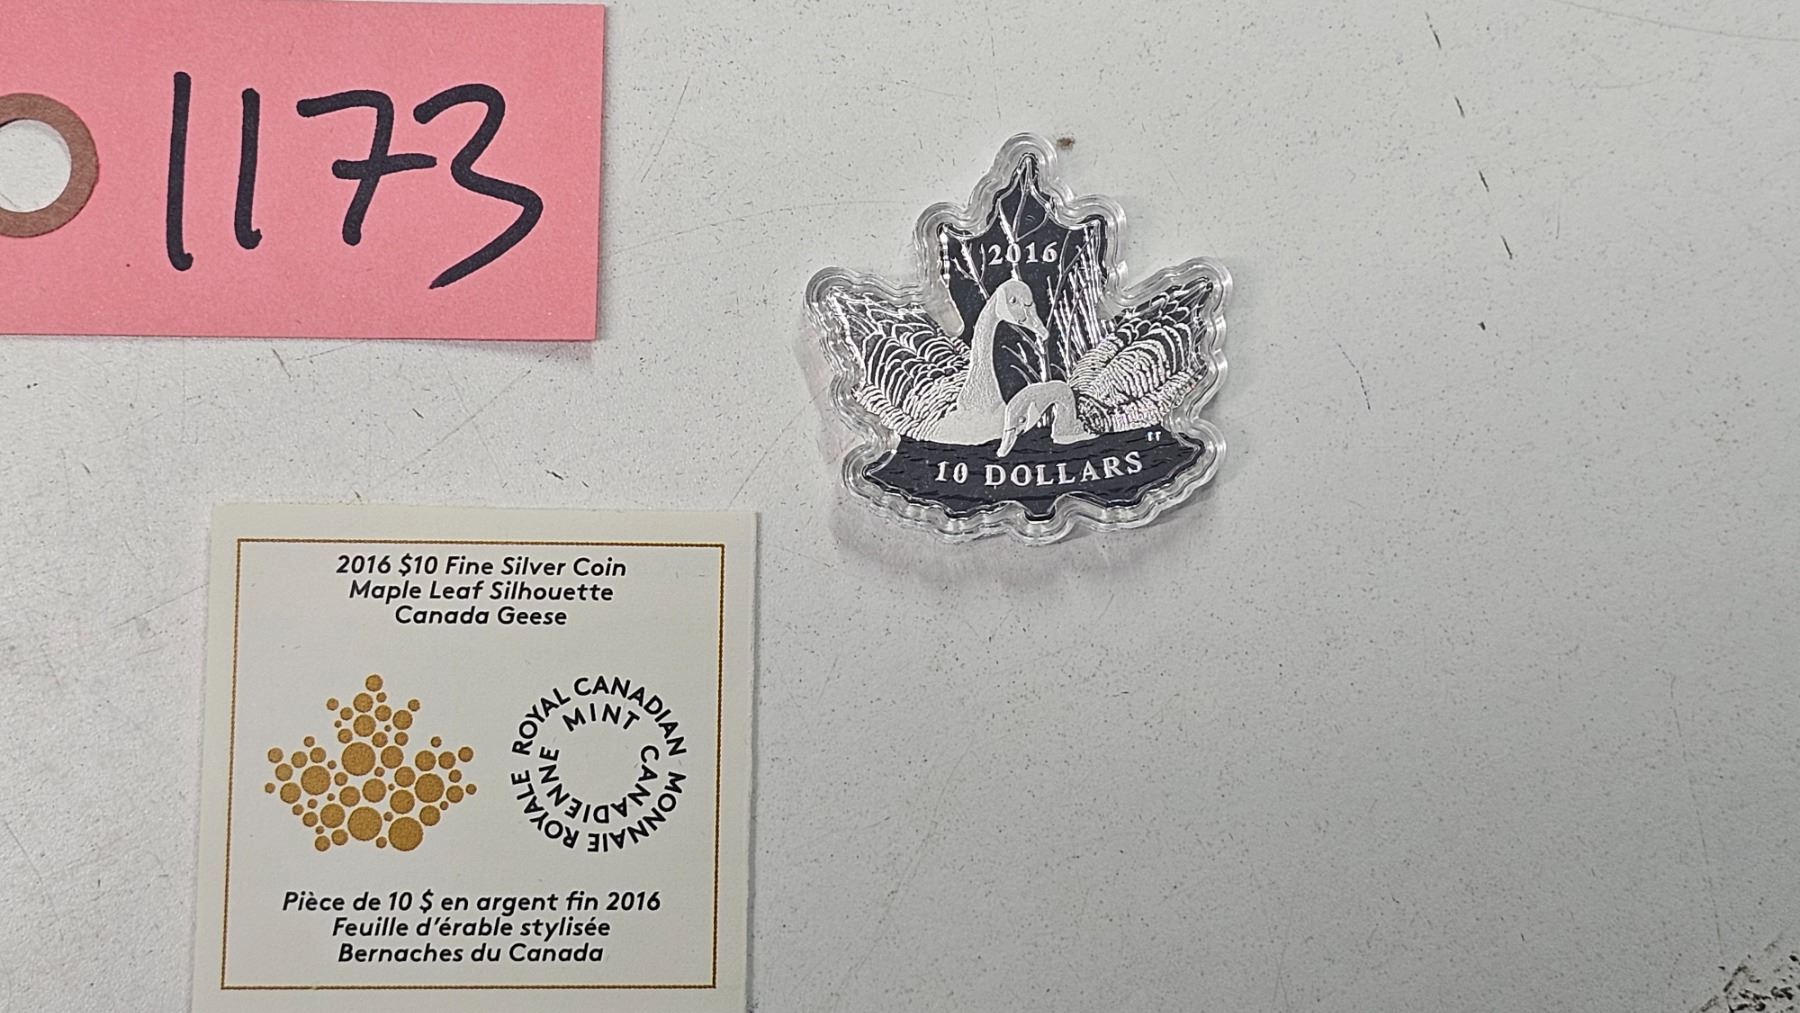 1173
2016
10 DOLLARS
TT
2016 $10 Fine Silver Coin
Maple Leaf Silhouette
Canada Geese
ROYAL CANADIAN MINT
MONNAIE ROYALE CANADIENNE
Pièce de 10 $ en argent fin 2016
Feuille d'érable stylisée
Bernaches du Canada